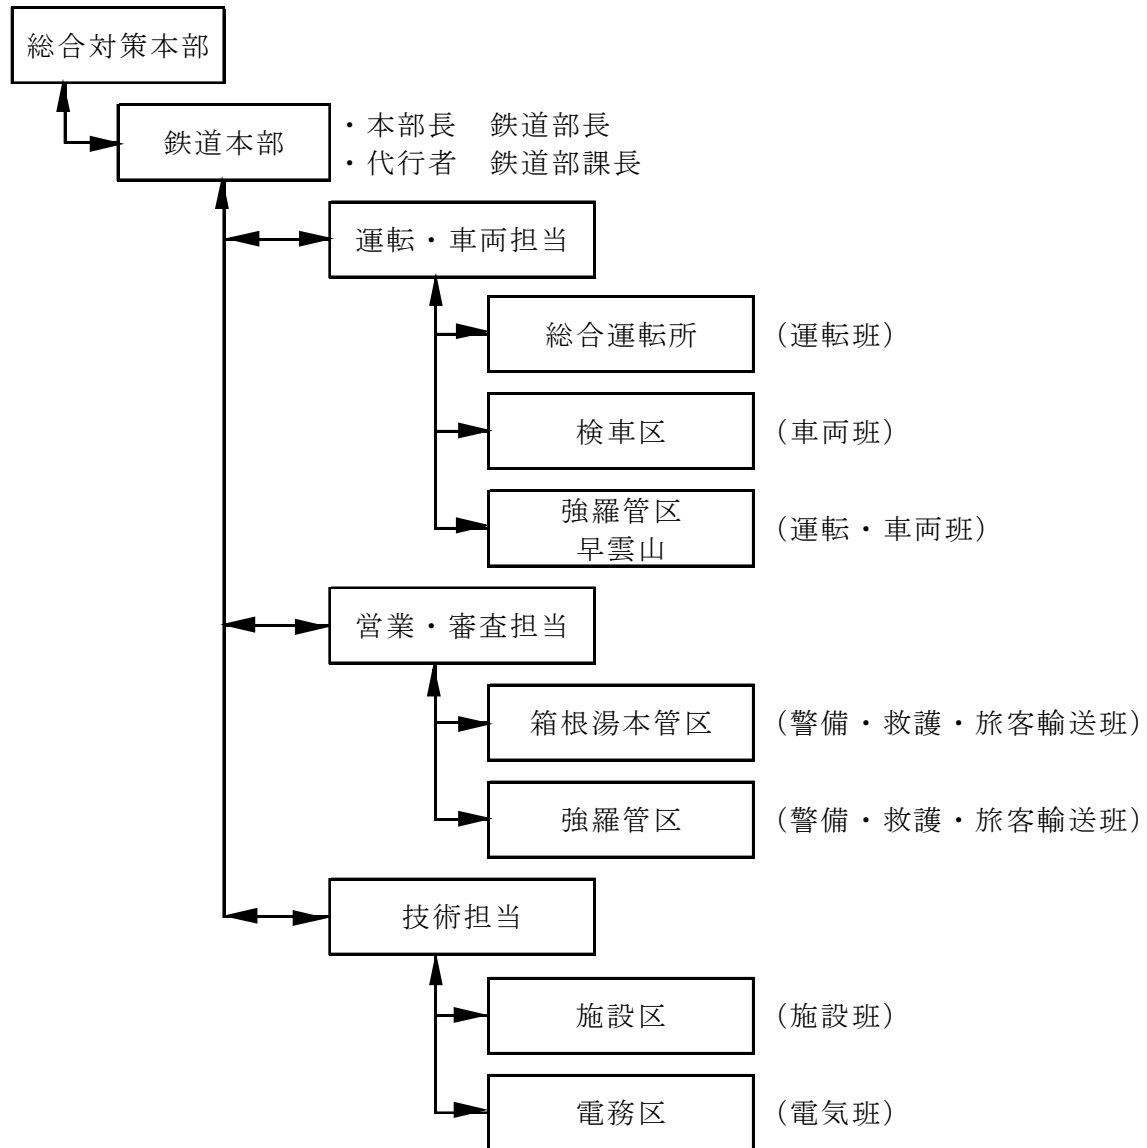 総合対策本部
鉄道本部
・本部長　鉄道部長
・代行者　鉄道部課長
運転・車両担当
総合運転所 （運転班）
検車区 （車両班）
強羅管区
早雲山
（運転・車両班）
営業・審査担当
箱根湯本管区 （警備・救護・旅客輸送班）
強羅管区 （警備・救護・旅客輸送班）
技術担当
施設区 （施設班）
電務区 （電気班）